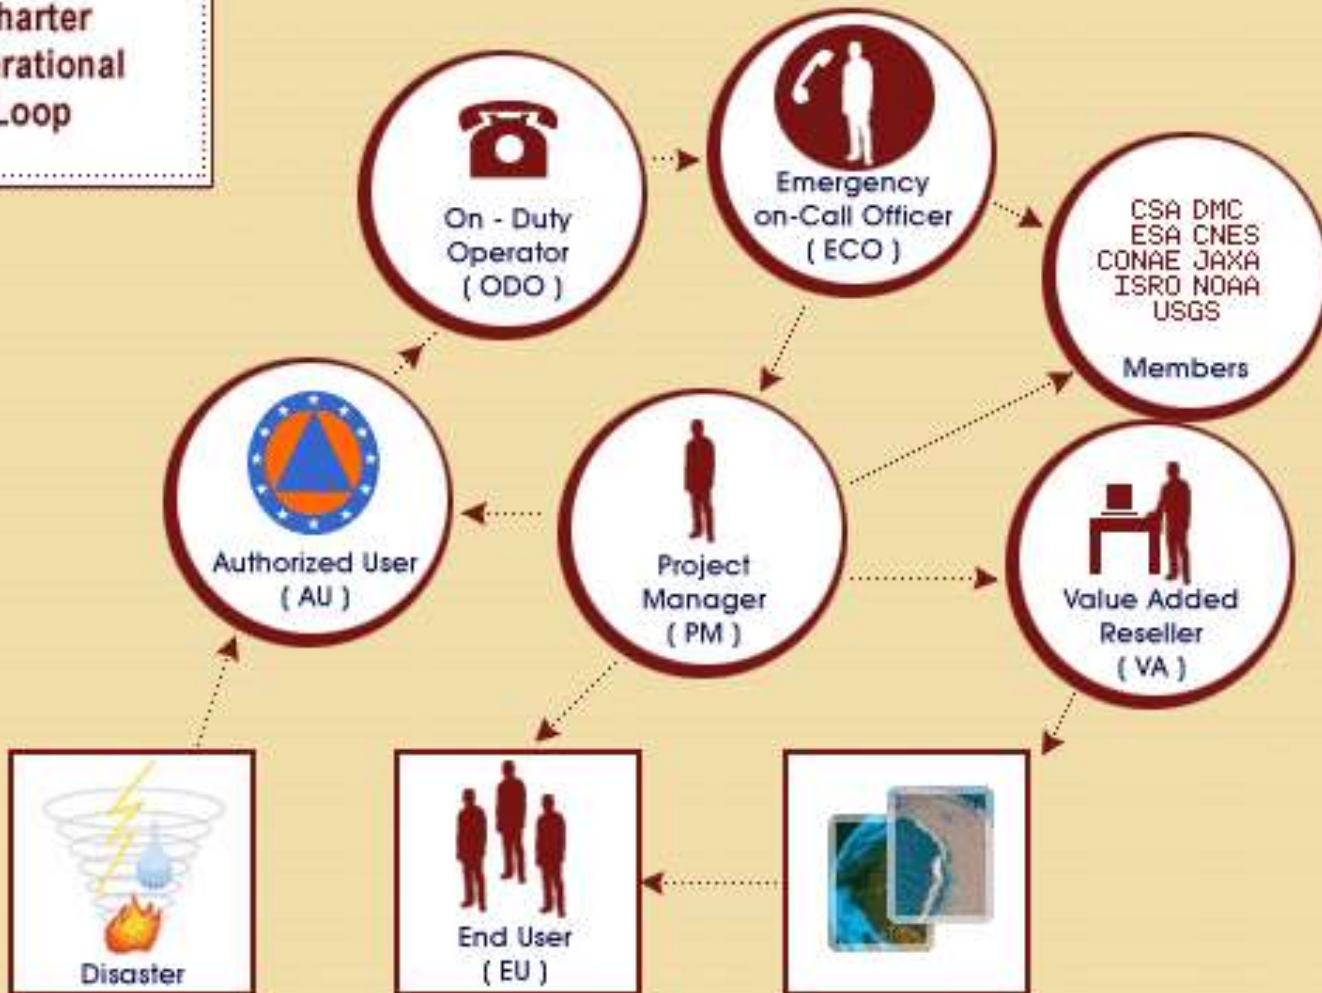 harter
rational
Loop
On - Duty
Operator
( ODO )
Emergency
on-Call Officer
( ECO )
CSA DMC
ESA CNES
CONAE JAXA
ISRO NOAA
USGS
Members
Authorized User
( AU )
Project
Manager
( PM )
Value Added
Reseller
( VA )
Disaster
End User
( EU )